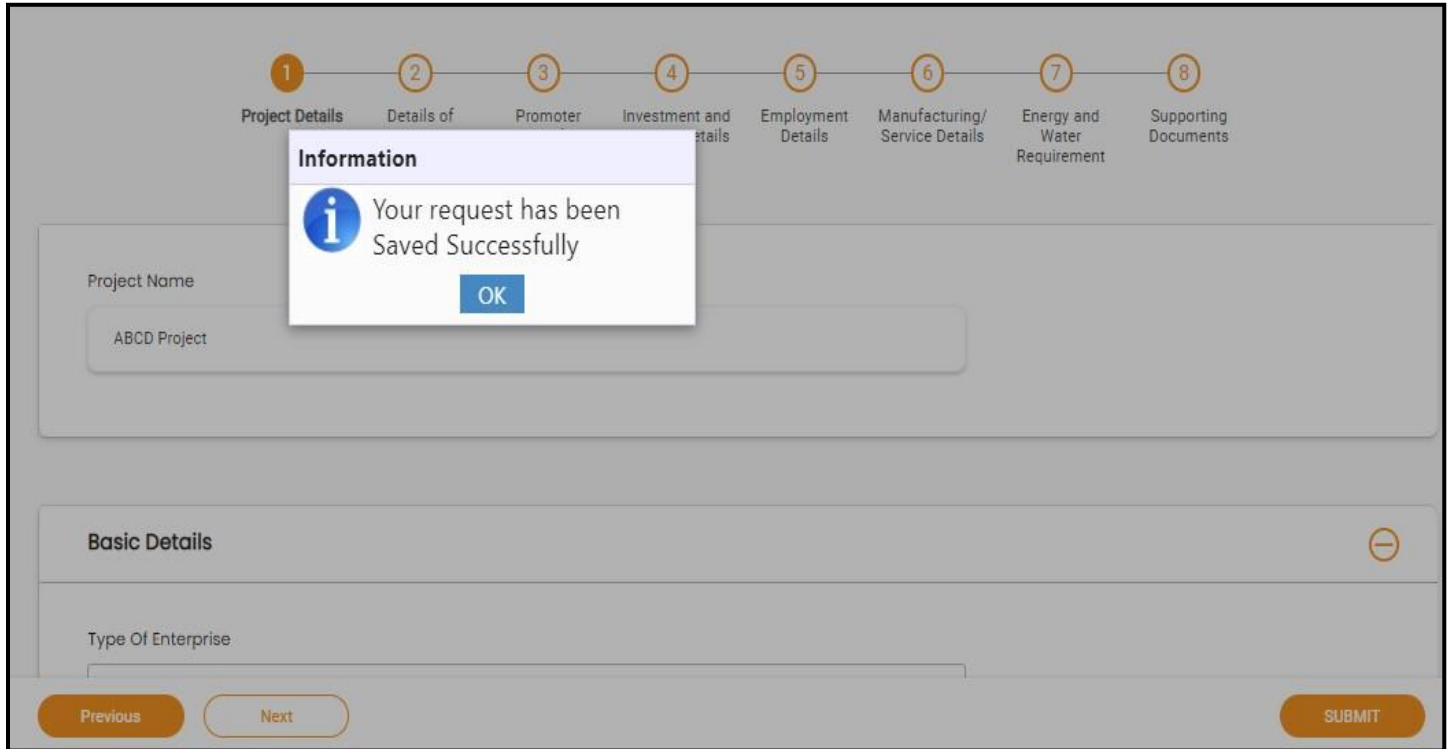 1
2
3
4
5
6
7
8
Project Details
Details of
Promoter
Investment and
etails
Employment
Details
Manufacturing/
Service Details
Energy and
Water
Requirement
Supporting
Documents
Information
Your request has been
Saved Successfully
OK
Project Name
ABCD Project
Basic Details
Type Of Enterprise
Previous
Next
SUBMIT